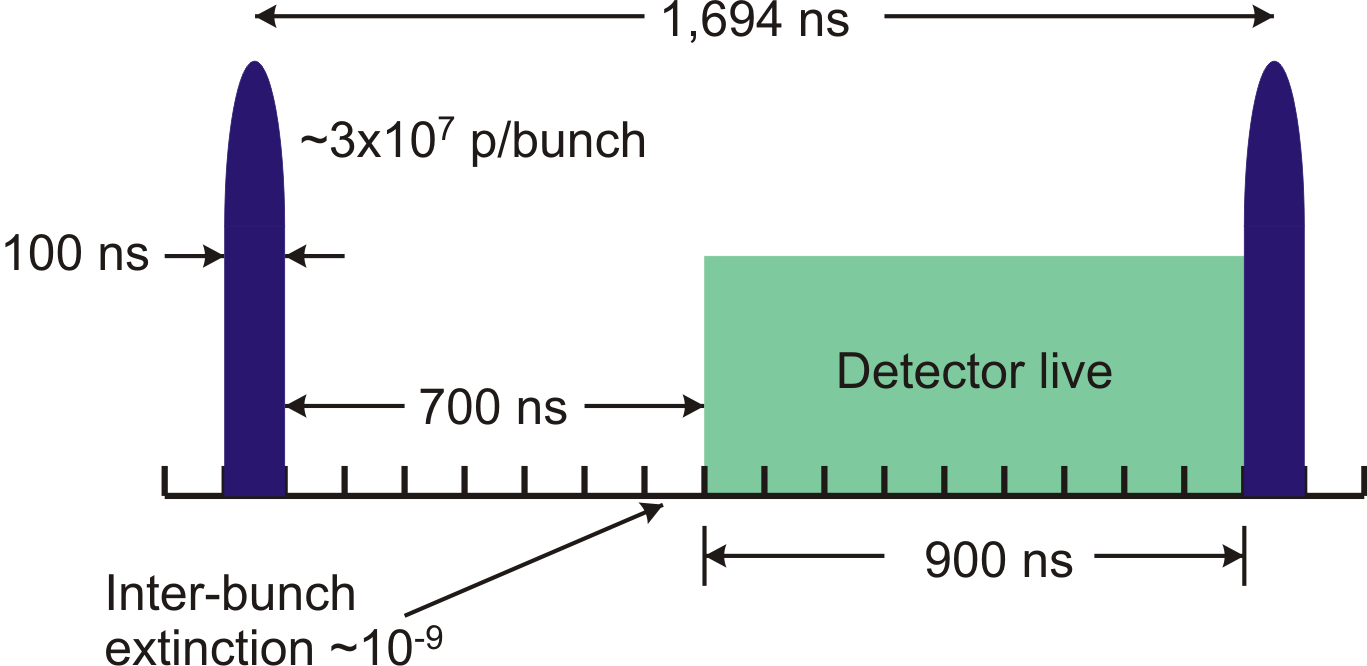 1,694 ns
~3x10⁷ p/bunch
100 ns
Detector live
700 ns
900 ns
Inter-bunch
extinction ~10⁻⁹